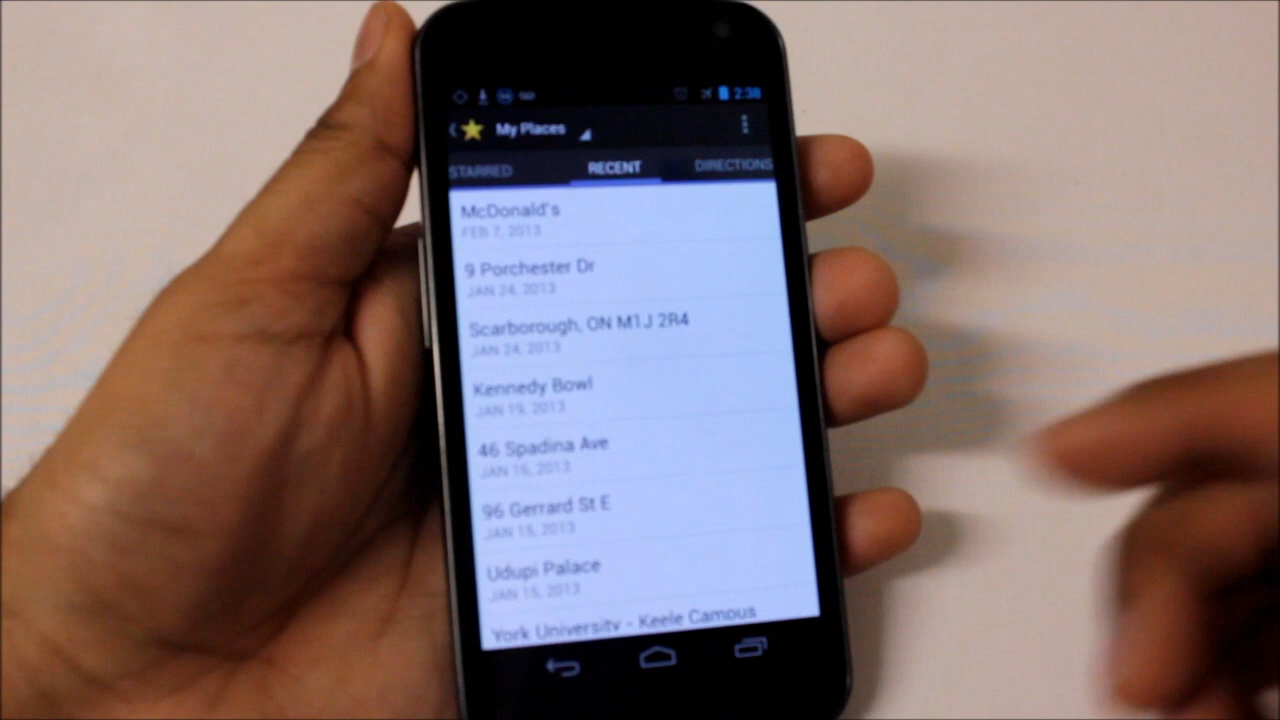 2:38
My Places
STARRED RECENT DIRECTIONS
McDonald's
FEB 7, 2013
9 Porchester Dr
JAN 24, 2013
Scarborough, ON M1J 2R4
JAN 24, 2013
Kennedy Bowl
JAN 19, 2013
46 Spadina Ave
JAN 16, 2013
96 Gerrard St E
JAN 15, 2013
Udupi Palace
JAN 15, 2013
York University - Keele Campus